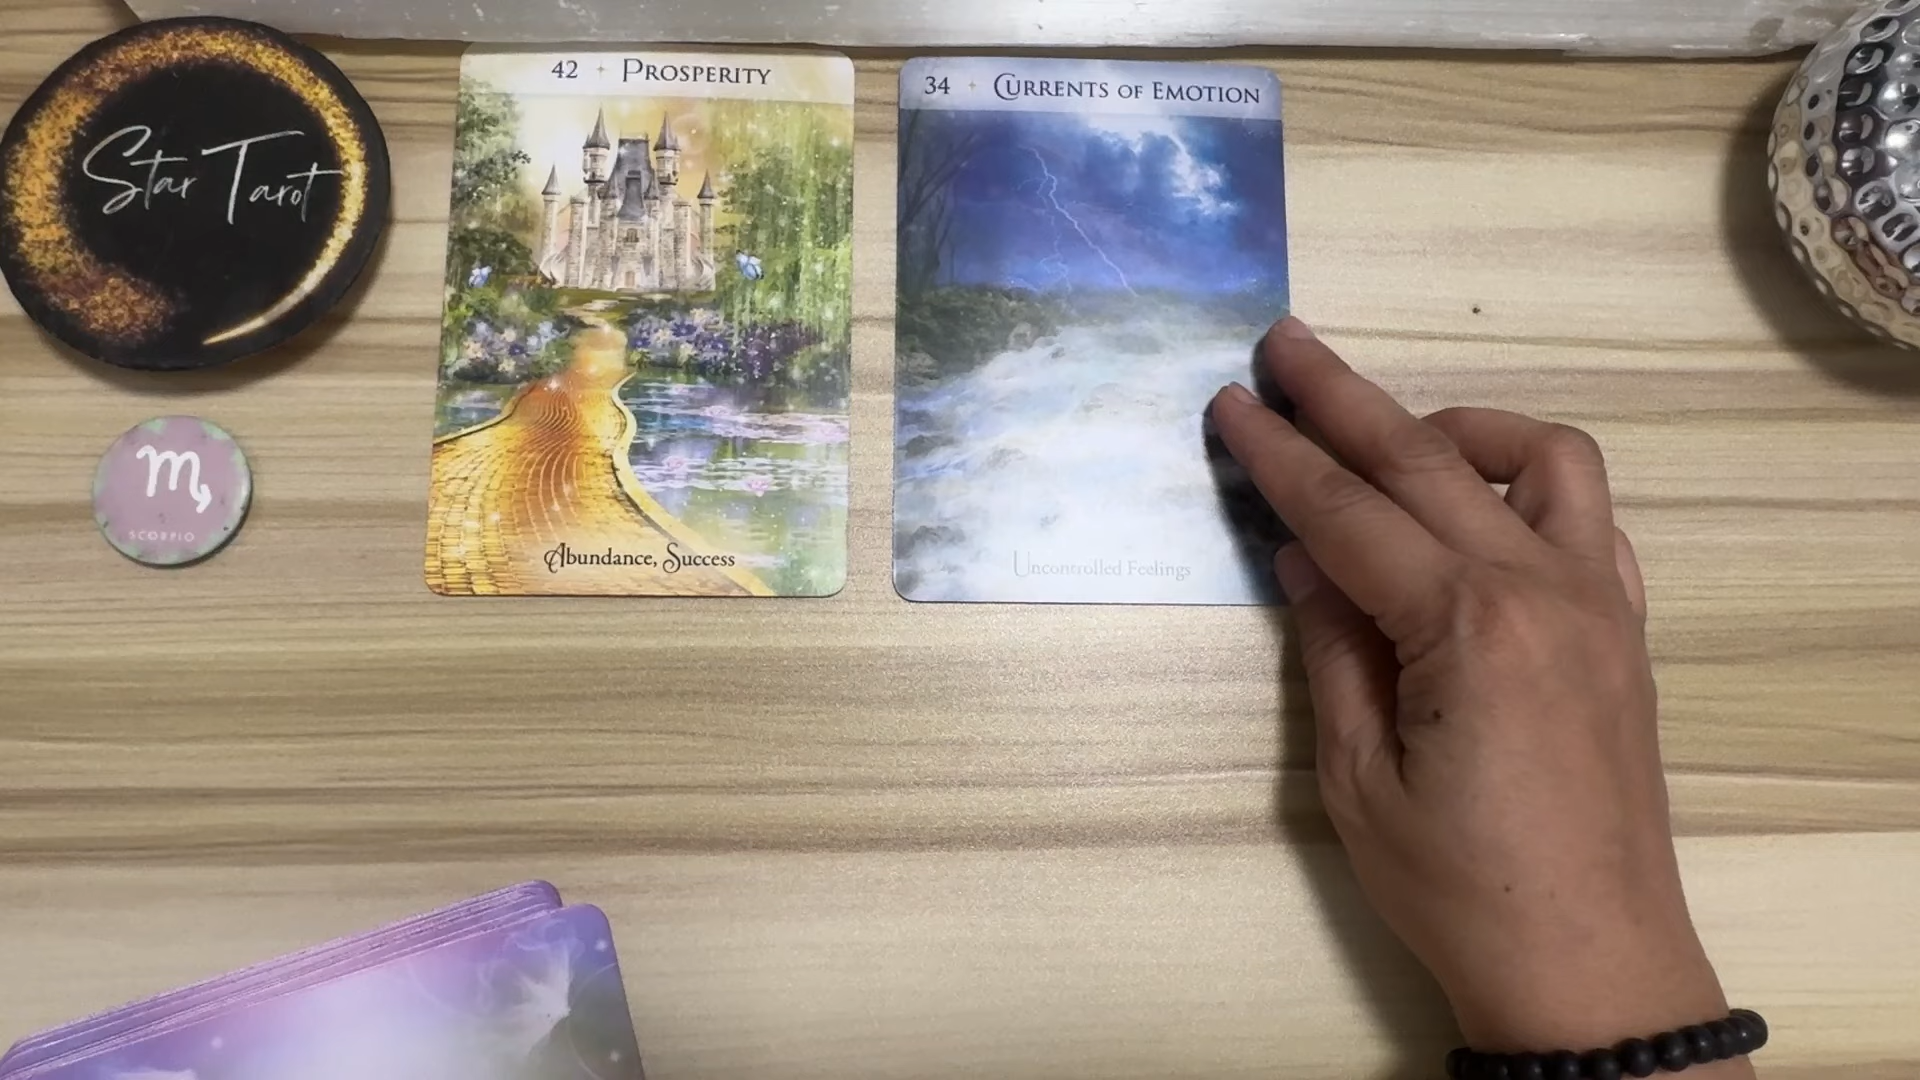 Star Tarot
SCORPIO
42 PROSPERITY
Abundance, Success
34 CURRENTS OF EMOTION
Uncontrolled Feelings